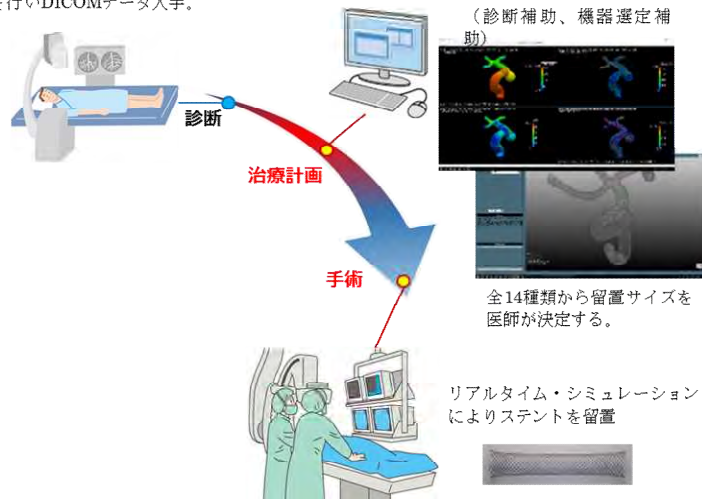 を行いDICOMデータ入手。
（診断補助、機器選定補
助）
診断
治療計画
手術
全14種類から留置サイズを
医師が決定する。
リアルタイム・シミュレーション
によりステントを留置